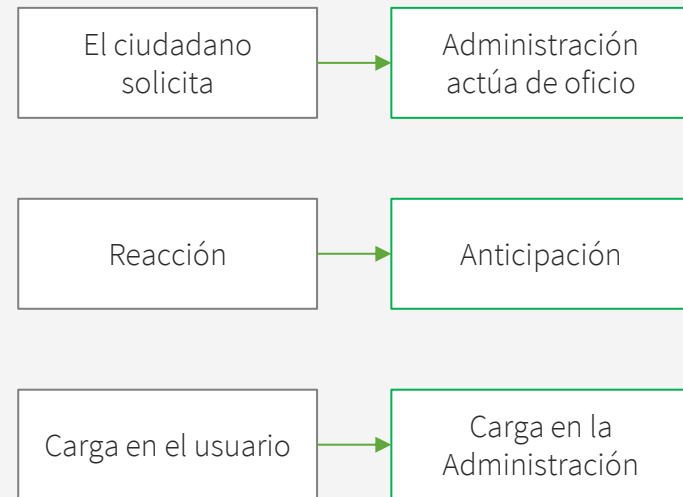 El ciudadano
solicita
Administración
actúa de oficio
Reacción
Anticipación
Carga en el usuario
Carga en la
Administración